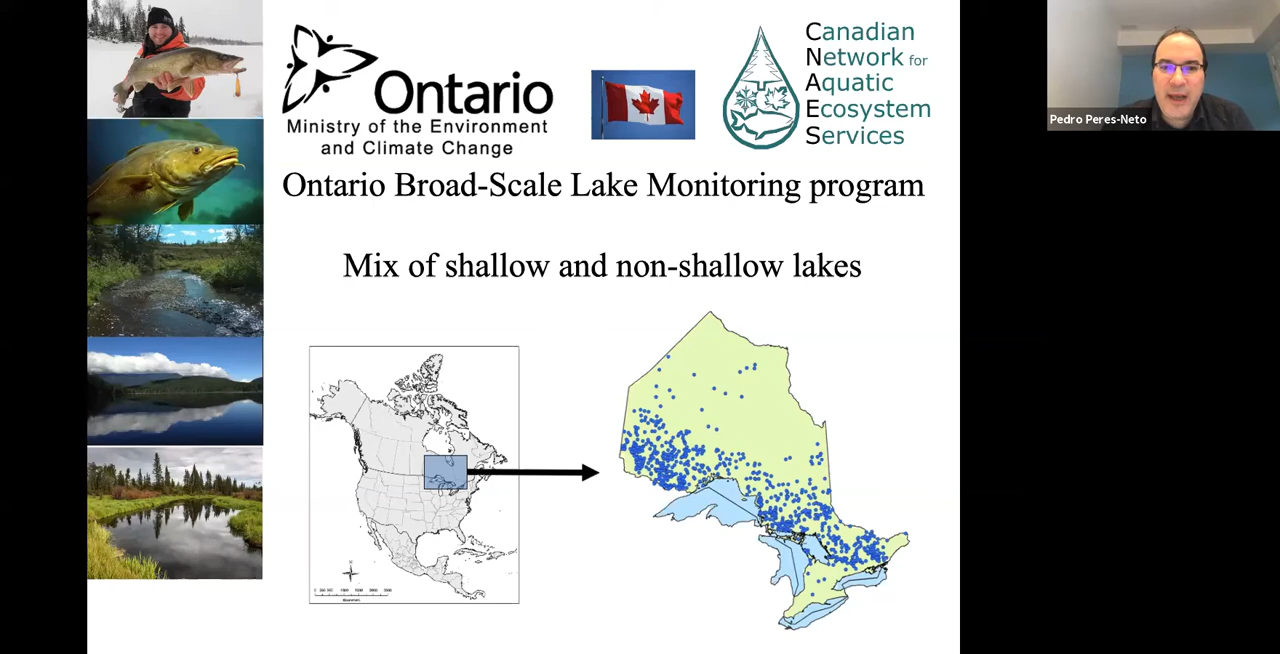 Ontario
Ministry of the Environment
and Climate Change
Canadian
Network for
Aquatic
Ecosystem
Services
Pedro Peres-Neto
Ontario Broad-Scale Lake Monitoring program
Mix of shallow and non-shallow lakes